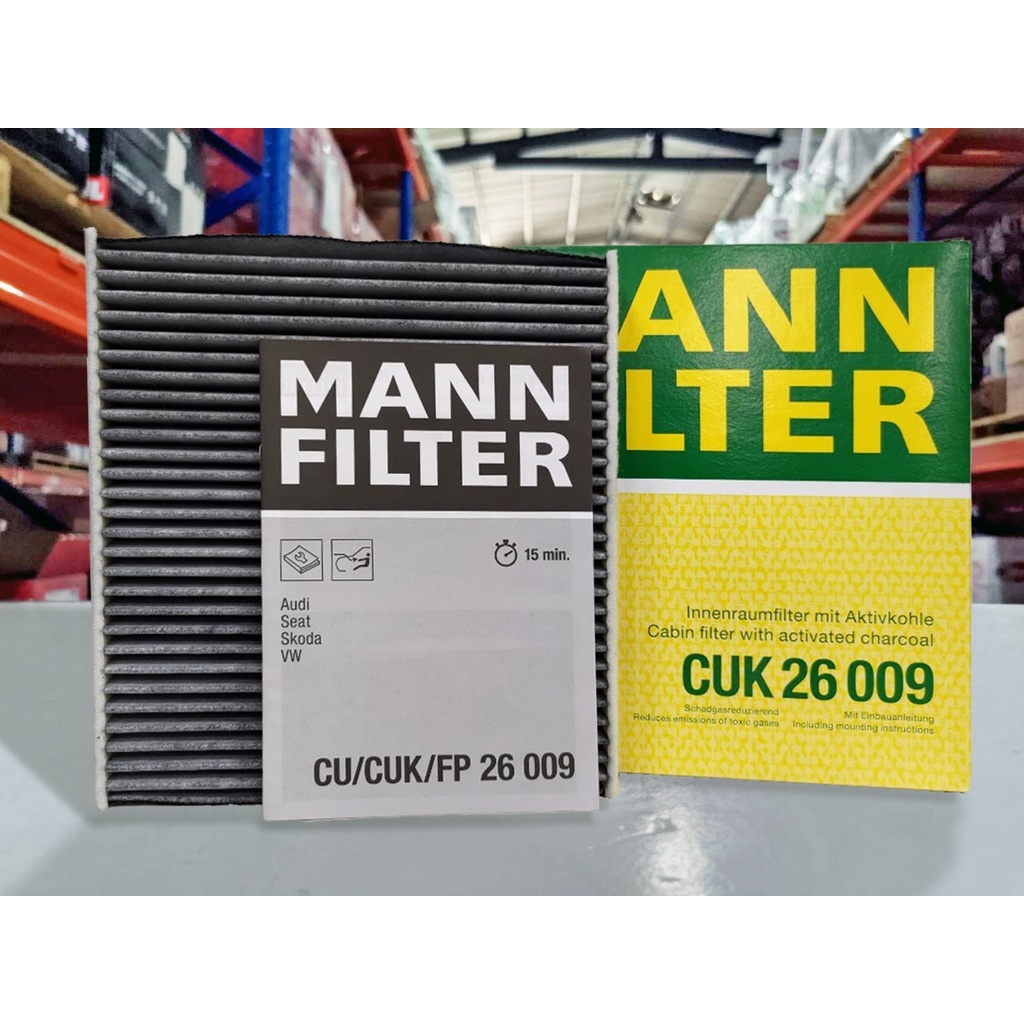 MANN
FILTER
15 min.
Audi
Seat
Skoda
VW
CU/CUK/FP 26 009
ANN
LTER
Innenraumfilter mit Aktivkohle
Cabin filter with activated charcoal
CUK 26 009
Schadgasreduzierend
Reduces emissions of toxic gases
Mit Einbauanleitung
Including mounting instructions